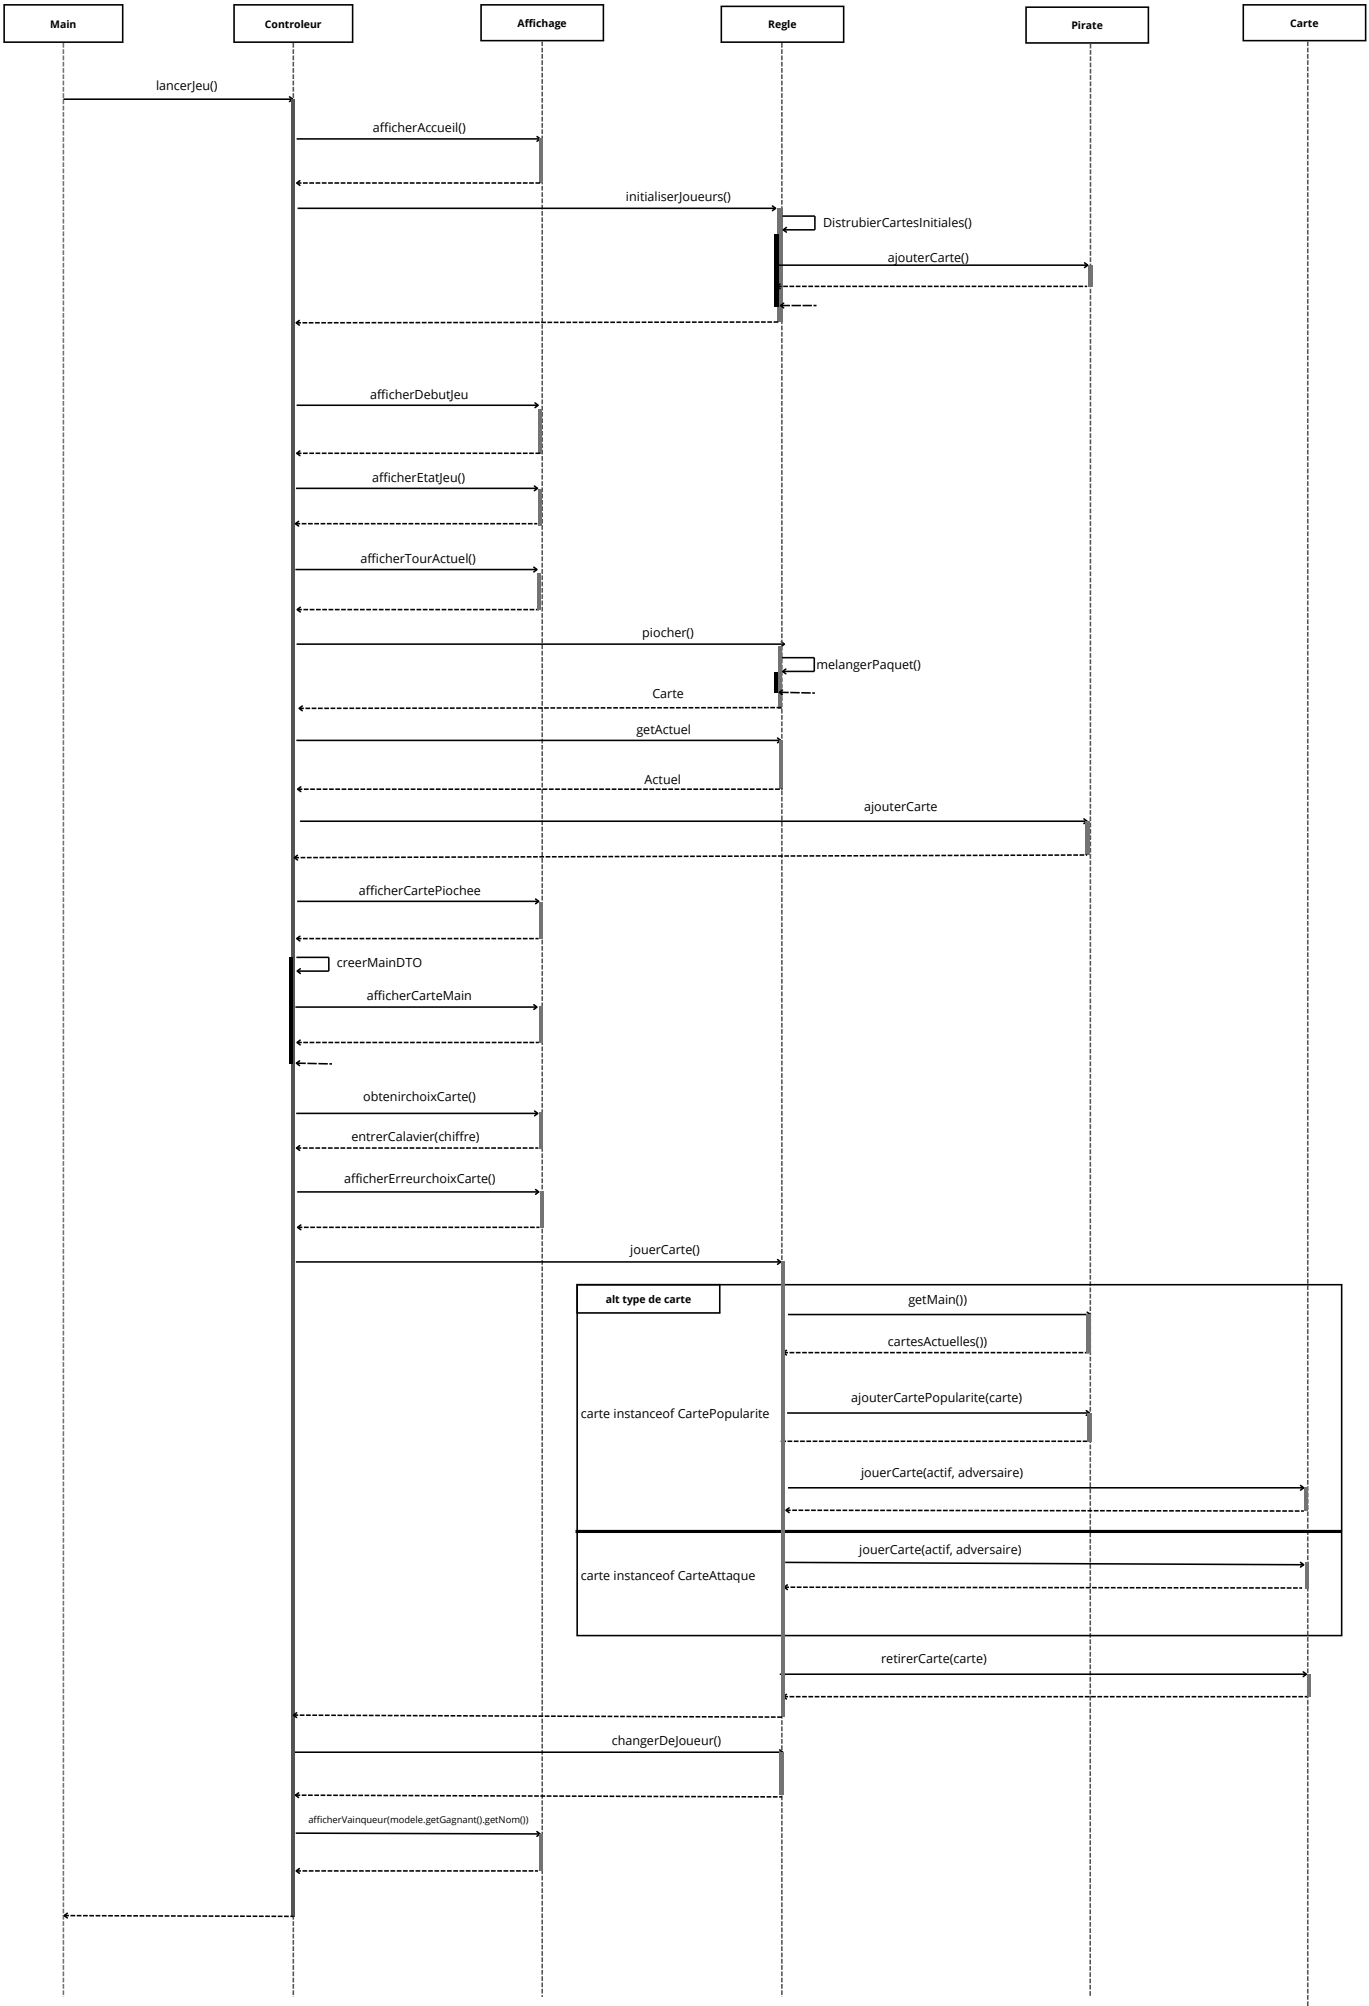 Main
Controleur
Affichage
Regle
Pirate
Carte
lancerJeu()
afficherAccueil()
initialiserJoueurs()
DistrubierCartesInitiales()
ajouterCarte()
afficherDebutJeu
afficherEtatJeu()
afficherTourActuel()
piocher()
melangerPaquet()
Carte
getActuel
Actuel
ajouterCarte
afficherCartePiochee
creerMainDTO
afficherCarteMain
obtenirchoixCarte()
entrerCalavier(chiffre)
afficherErreurchoixCarte()
jouerCarte()
alt type de carte
getMain())
cartesActuelles())
ajouterCartePopularite(carte)
carte instanceof CartePopularite
jouerCarte(actif, adversaire)
jouerCarte(actif, adversaire)
carte instanceof CarteAttaque
retirerCarte(carte)
changerDeJoueur()
afficherVainqueur(modele.getGagnant().getNom())